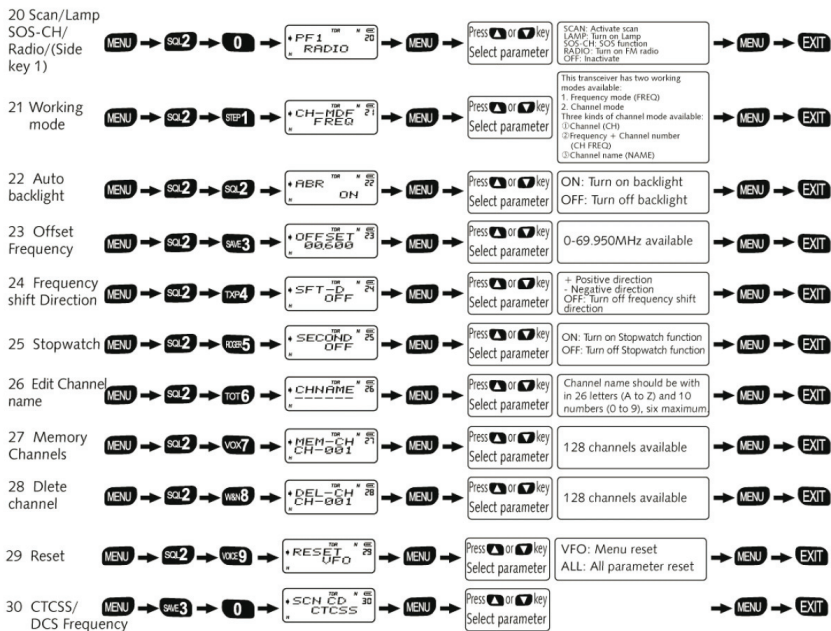 20 Scan/Lamp
SOS-CH/
Radio/(Side
key 1)
MENU SQL2 0 TDR N PF1 20 RADIO H MENU Press or key Select parameter
SCAN: Activate scan
LAMP: Turn on Lamp
SOS-CH: SOS function
RADIO: Turn on FM radio
OFF: Inactivate
MENU EXIT
21 Working
mode
MENU SQL2 STEP1 TDR N CH-MDF 21 FREQ H MENU Press or key Select parameter
This transceiver has two working
modes available:
1. Frequency mode (FREQ)
2. Channel mode
Three kinds of channel mode available:
①Channel (CH)
②Frequency + Channel number
(CH FREQ)
③Channel name (NAME)
MENU EXIT
22 Auto
backlight
MENU SQL2 SQL2 TDR N ABR 22 ON H MENU Press or key Select parameter
ON: Turn on backlight
OFF: Turn off backlight
MENU EXIT
23 Offset
Frequency
MENU SQL2 SAVE3 TDR N OFFSET 23 00.600 H MENU Press or key Select parameter
0-69.950MHz available
MENU EXIT
24 Frequency
shift Direction
MENU SQL2 TXP4 TDR N SFT-D 24 OFF H MENU Press or key Select parameter
+ Positive direction
- Negative direction
OFF: Turn off frequency shift
direction
MENU EXIT
25 Stopwatch
MENU SQL2 ROGER5 TDR N SECOND 25 OFF H MENU Press or key Select parameter
ON: Turn on Stopwatch function
OFF: Turn off Stopwatch function
MENU EXIT
26 Edit Channel
name
MENU SQL2 TOT6 TDR N CHNAME 26 ------ H MENU Press or key Select parameter
Channel name should be with
in 26 letters (A to Z) and 10
numbers (0 to 9), six maximum.
MENU EXIT
27 Memory
Channels
MENU SQL2 VOX7 TDR N MEM-CH 27 CH-001 H MENU Press or key Select parameter
128 channels available
MENU EXIT
28 Dlete
channel
MENU SQL2 W&N8 TDR N DEL-CH 28 CH-001 H MENU Press or key Select parameter
128 channels available
MENU EXIT
29 Reset
MENU SQL2 VOICE9 TDR N RESET 29 VFO H MENU Press or key Select parameter
VFO: Menu reset
ALL: All parameter reset
MENU EXIT
30 CTCSS/
DCS Frequency
MENU SAVE3 0 TDR N SCN CD 30 CTCSS H MENU Press or key Select parameter
MENU EXIT